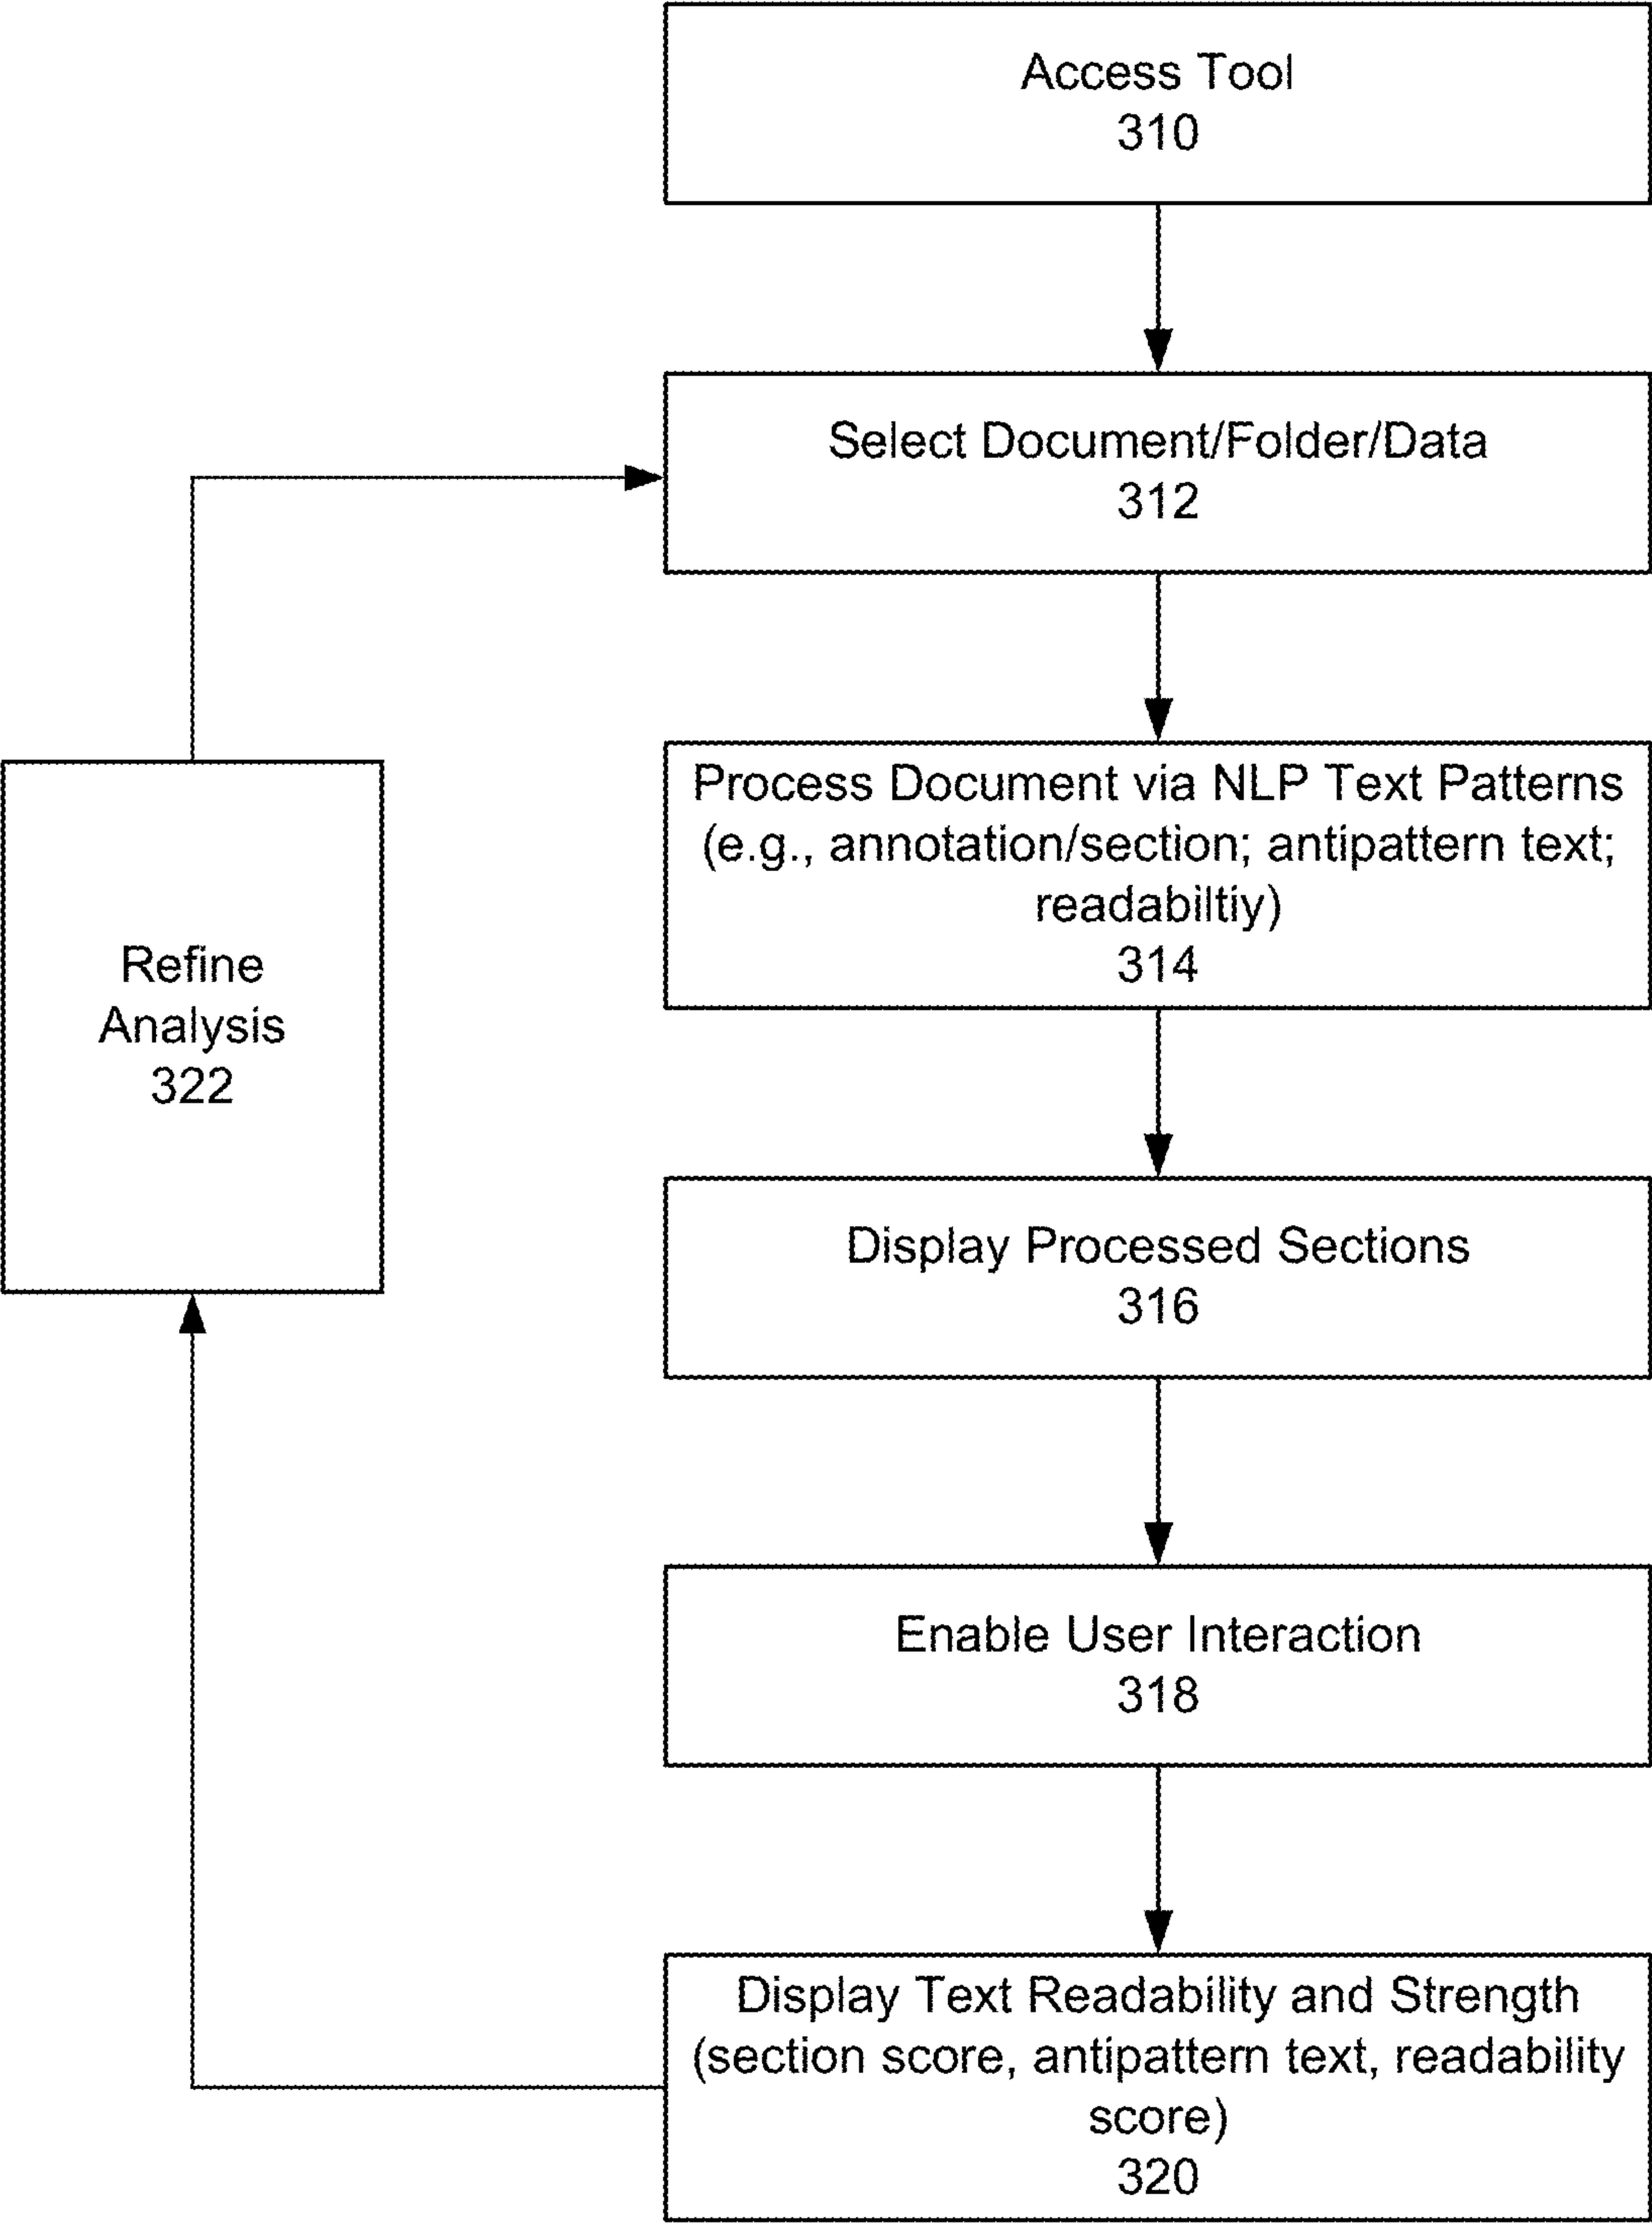 Access Tool
310
Select Document/Folder/Data
312
Process Document via NLP Text Patterns
(e.g., annotation/section; antipattern text;
readabiltiy)
314
Refine
Analysis
322
Display Processed Sections
316
Enable User Interaction
318
Display Text Readability and Strength
(section score, antipattern text, readability
score)
320